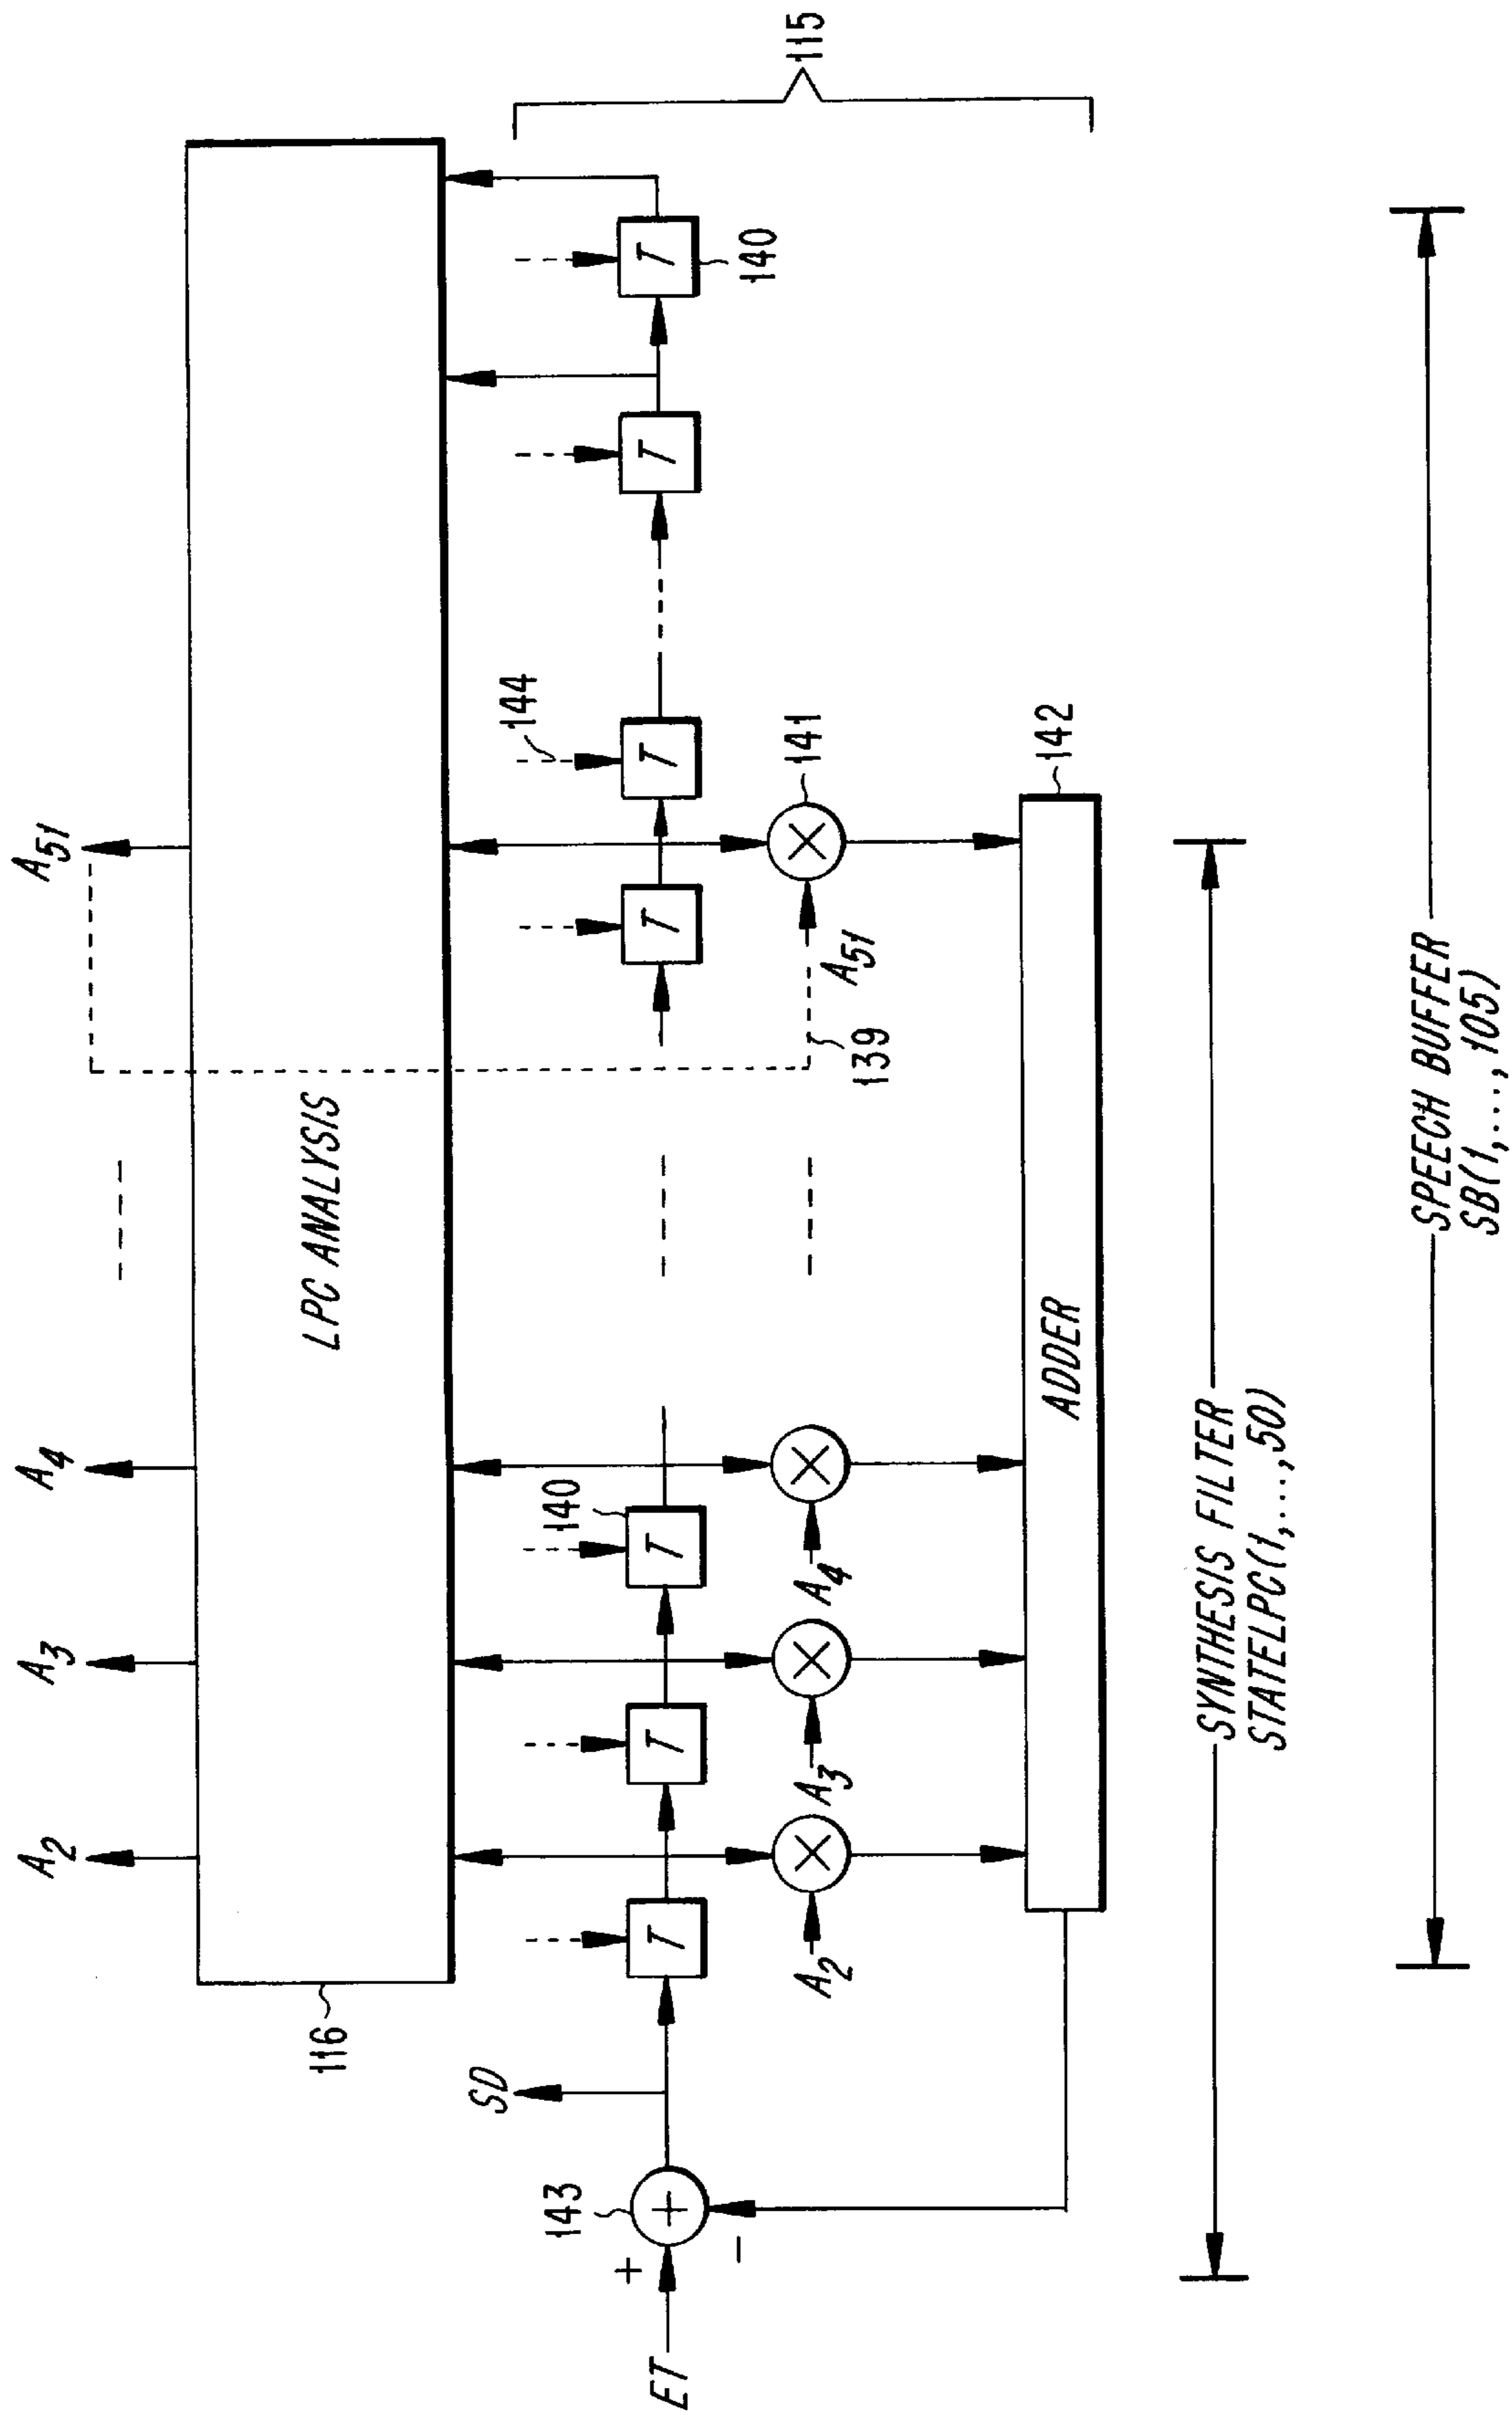 A2
A3
A4
A51
LPC ANALYSIS
116
115
SD
140
144
140
T
T
T
T
T
T
T
ET
+
143
+
−
A2
A3
A4
139
A51
141
ADDER
142
SYNTHESIS FILTER
STATELPC(1,...,50)
SPEECH BUFFER
SB(1,...,105)